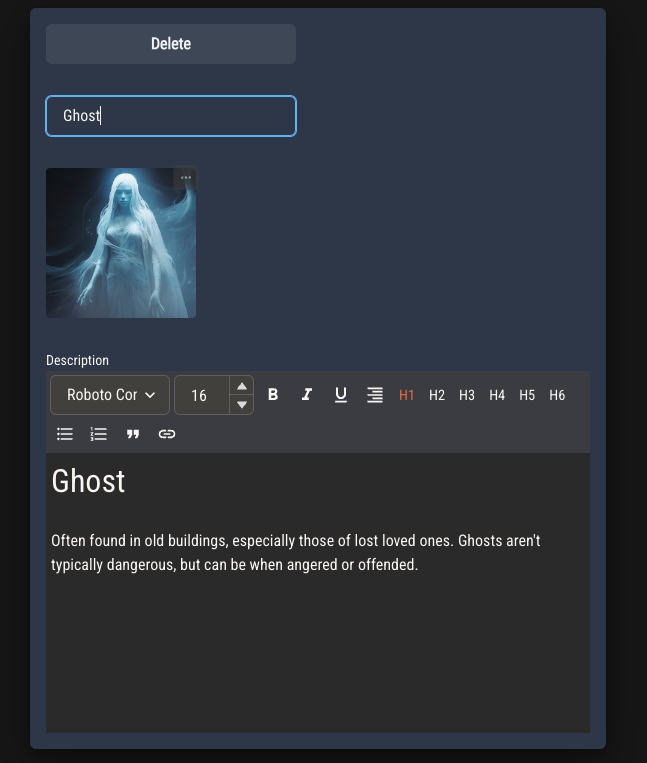 Delete
Ghost
Description
Roboto Cor 16 B I U H1 H2 H3 H4 H5 H6
Ghost
Often found in old buildings, especially those of lost loved ones. Ghosts aren't
typically dangerous, but can be when angered or offended.